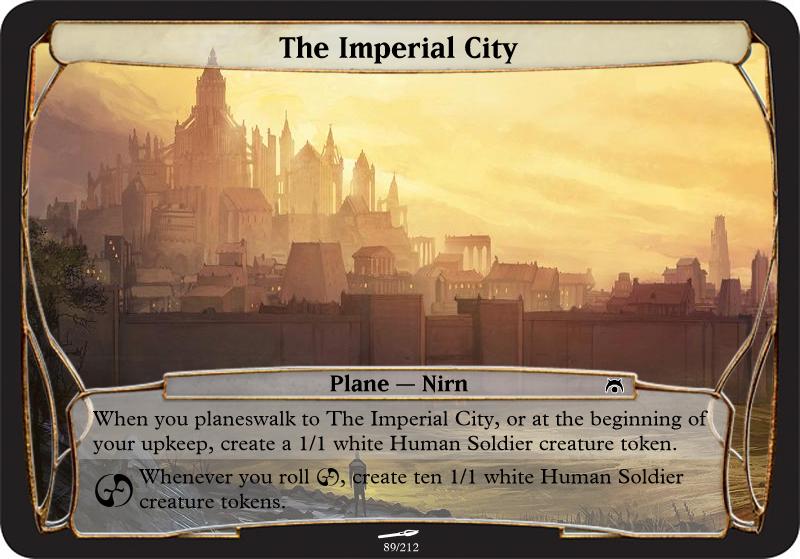 The Imperial City
Plane — Nirn
When you planeswalk to The Imperial City, or at the beginning of
your upkeep, create a 1/1 white Human Soldier creature token.
Whenever you roll , create ten 1/1 white Human Soldier
creature tokens.
89/212